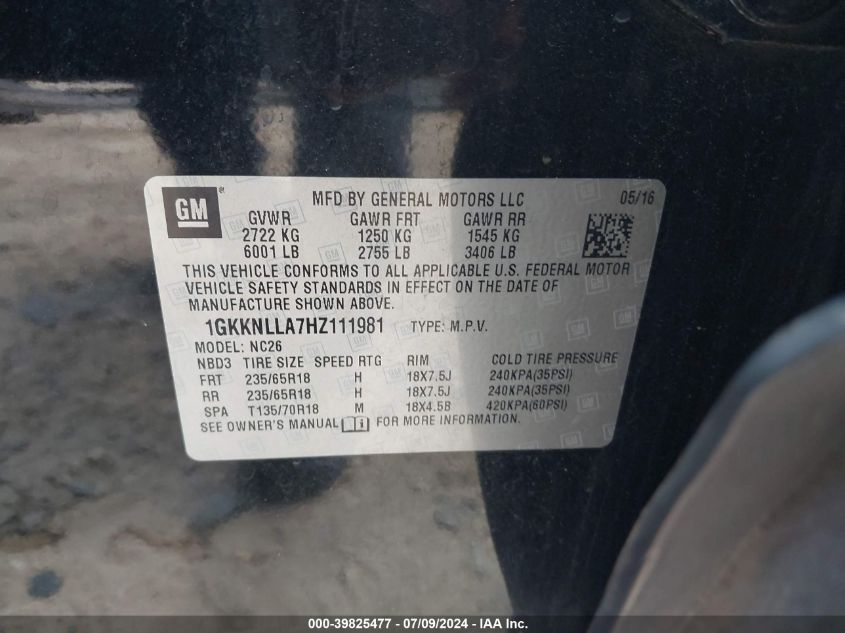 GM
MFD BY GENERAL MOTORS LLC 05/16
GVWR GAWR FRT GAWR RR
2722 KG 1250 KG 1545 KG
6001 LB 2755 LB 3406 LB
THIS VEHICLE CONFORMS TO ALL APPLICABLE U.S. FEDERAL MOTOR
VEHICLE SAFETY STANDARDS IN EFFECT ON THE DATE OF
MANUFACTURE SHOWN ABOVE.
1GKKNLLA7HZ111981 TYPE: M.P.V.
MODEL: NC26
NBD3 TIRE SIZE SPEED RTG RIM COLD TIRE PRESSURE
FRT 235/65R18 H 18X7.5J 240KPA(35PSI)
RR 235/65R18 H 18X7.5J 240KPA(35PSI)
SPA T135/70R18 M 18X4.5B 420KPA(60PSI)
SEE OWNER'S MANUAL FOR MORE INFORMATION.
000-39825477 - 07/09/2024 - IAA Inc.